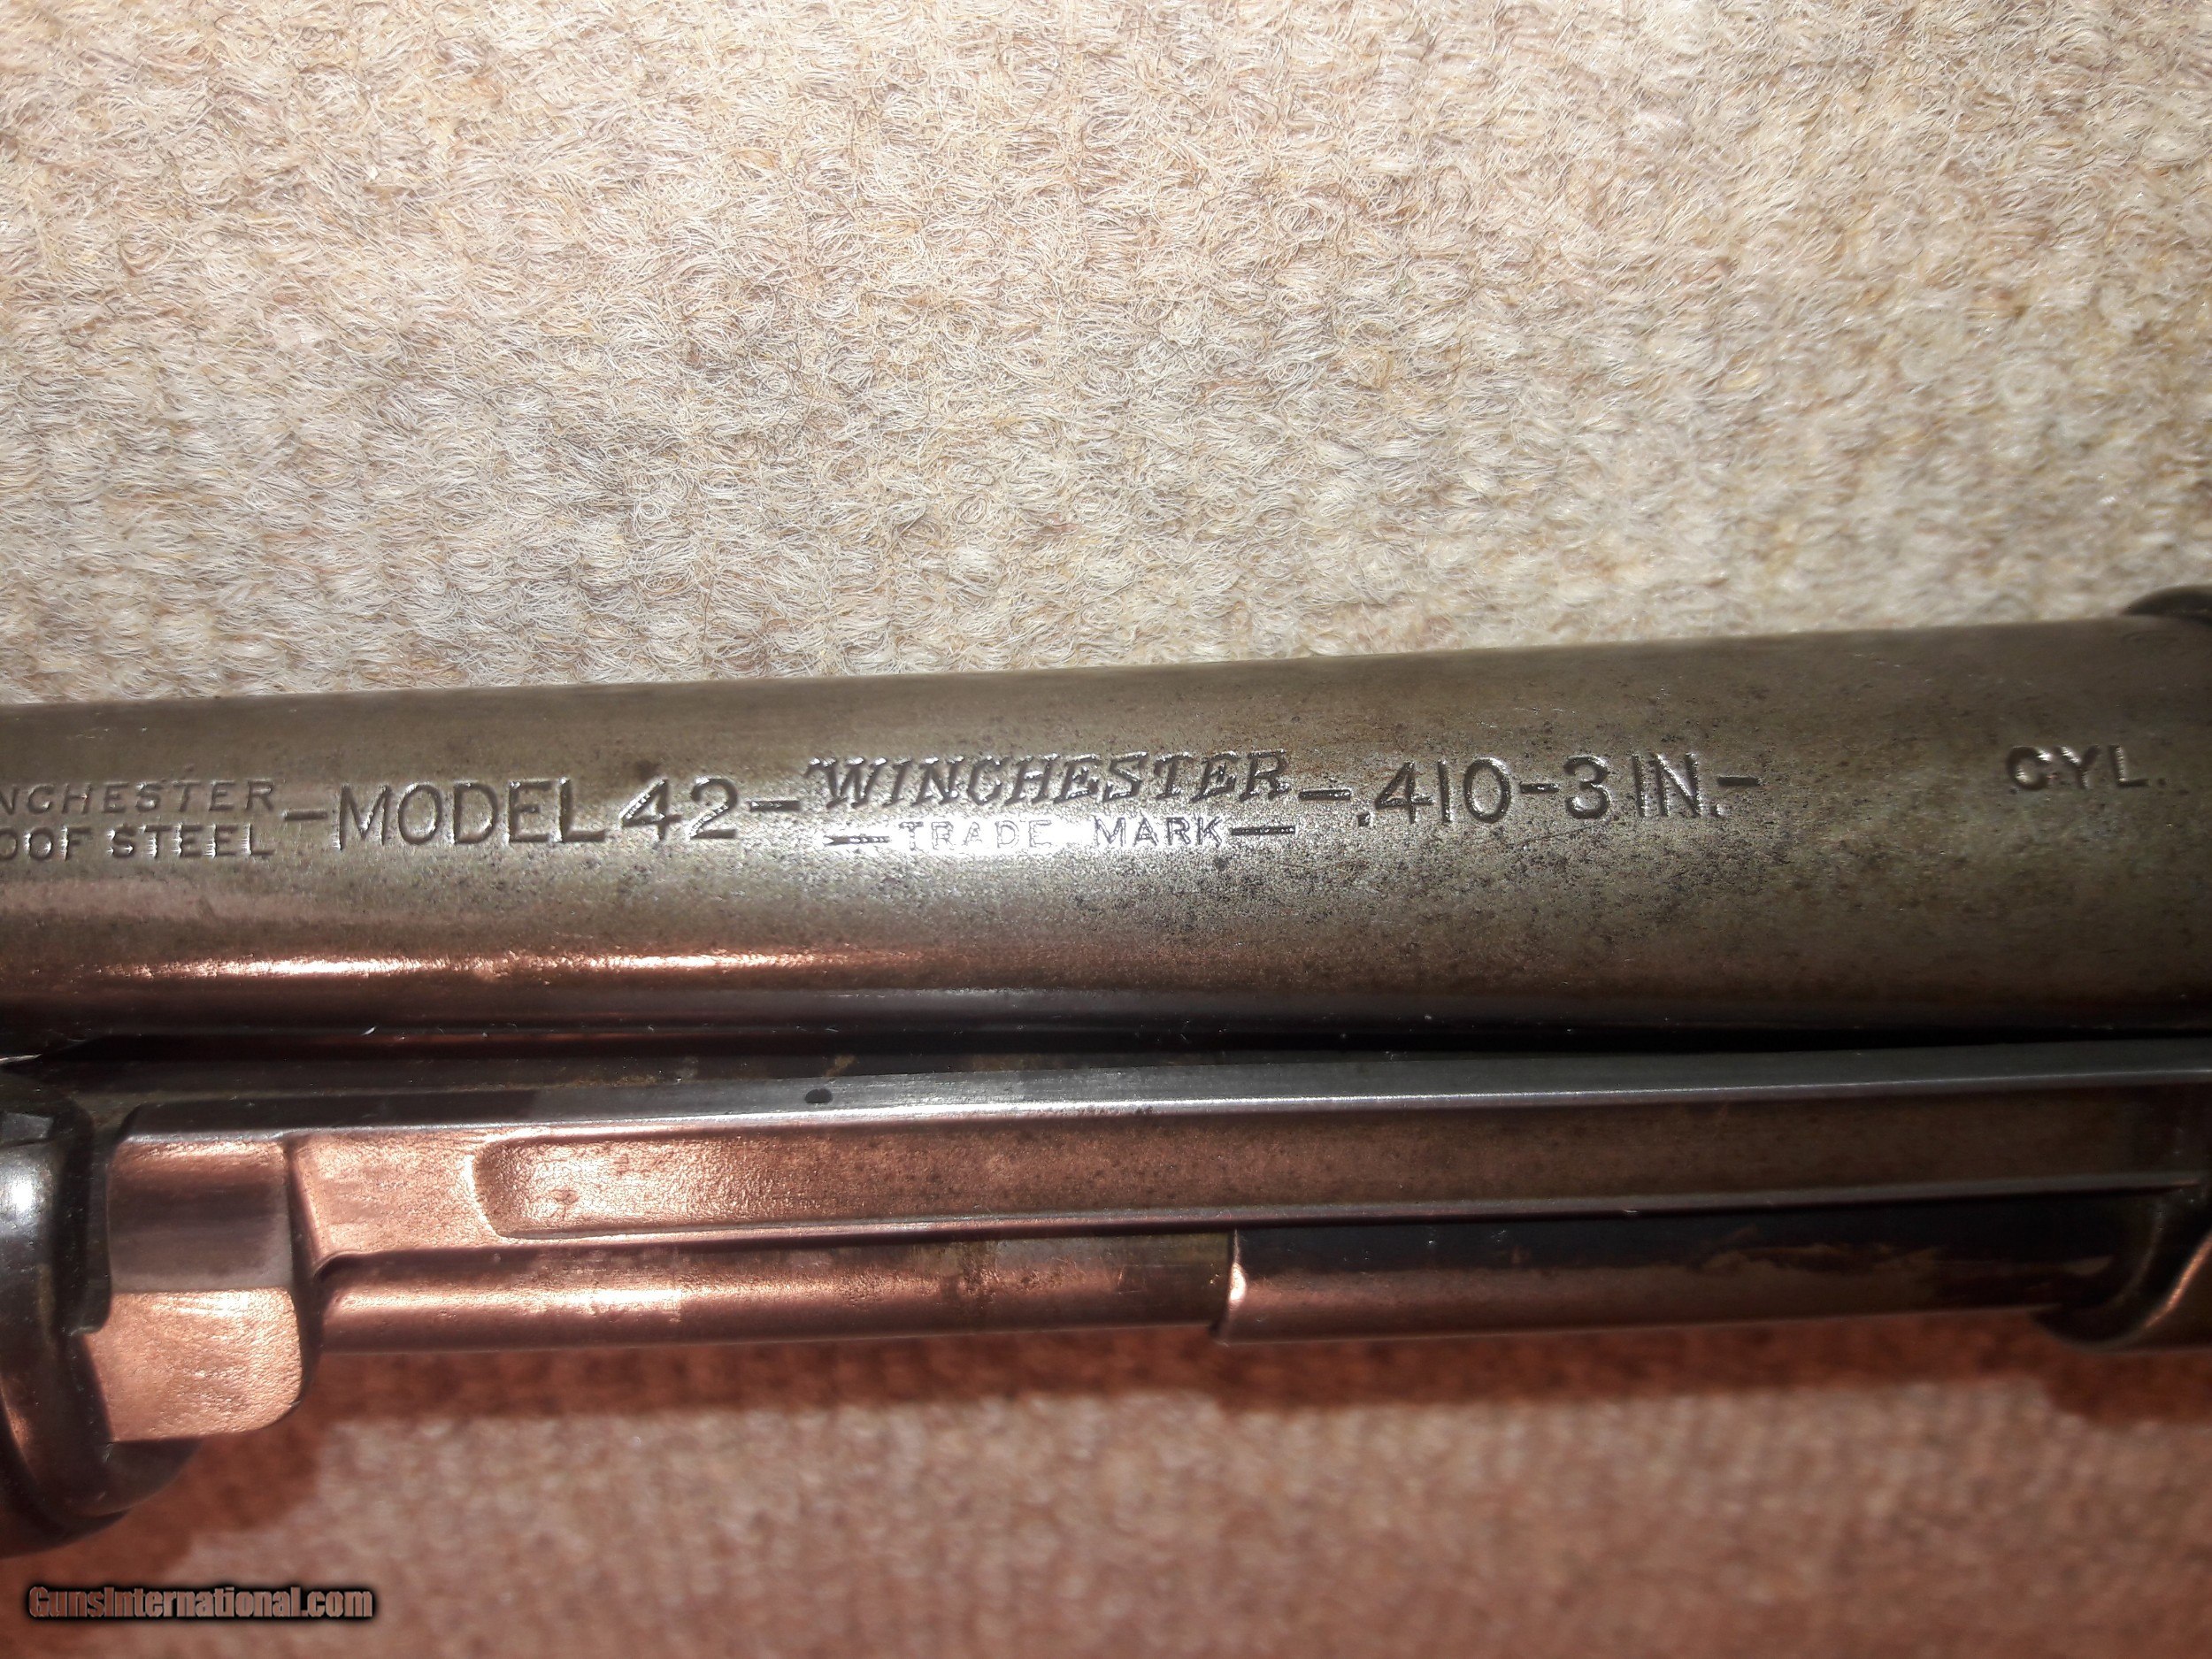 NCHESTER
OOF STEEL
-MODEL 42-
WINCHESTER
TRADE MARK
-.410-3 IN.-
CYL.
GunsInternational.com